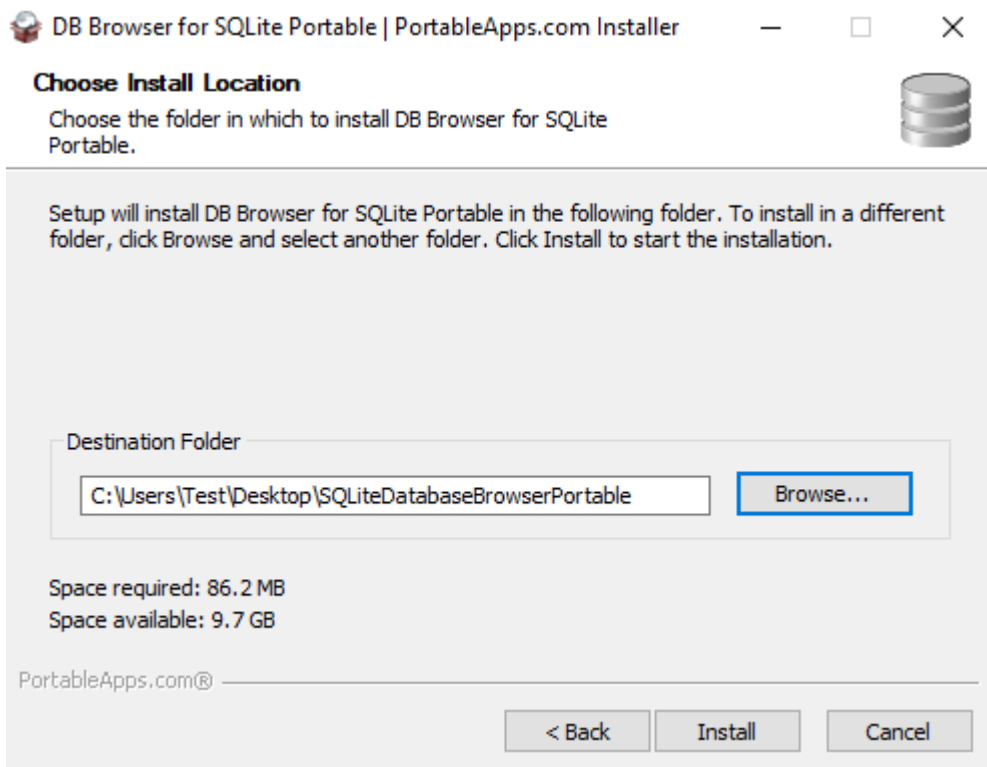 DB Browser for SQLite Portable | PortableApps.com Installer
Choose Install Location
Choose the folder in which to install DB Browser for SQLite
Portable.
Setup will install DB Browser for SQLite Portable in the following folder. To install in a different
folder, click Browse and select another folder. Click Install to start the installation.
Destination Folder
C:\Users\Test\Desktop\SQLiteDatabaseBrowserPortable
Browse...
Space required: 86.2 MB
Space available: 9.7 GB
PortableApps.com®
< Back
Install
Cancel